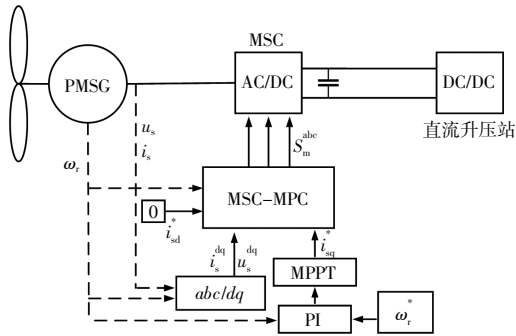 MSC
PMSG
AC/DC
DC/DC
直流升压站
u_s
i_s
ω_r
S_m^abc
MSC-MPC
0
i_sd^*
i_s^dq
u_s^dq
i_sq^*
MPPT
abc/dq
PI
ω_r^*